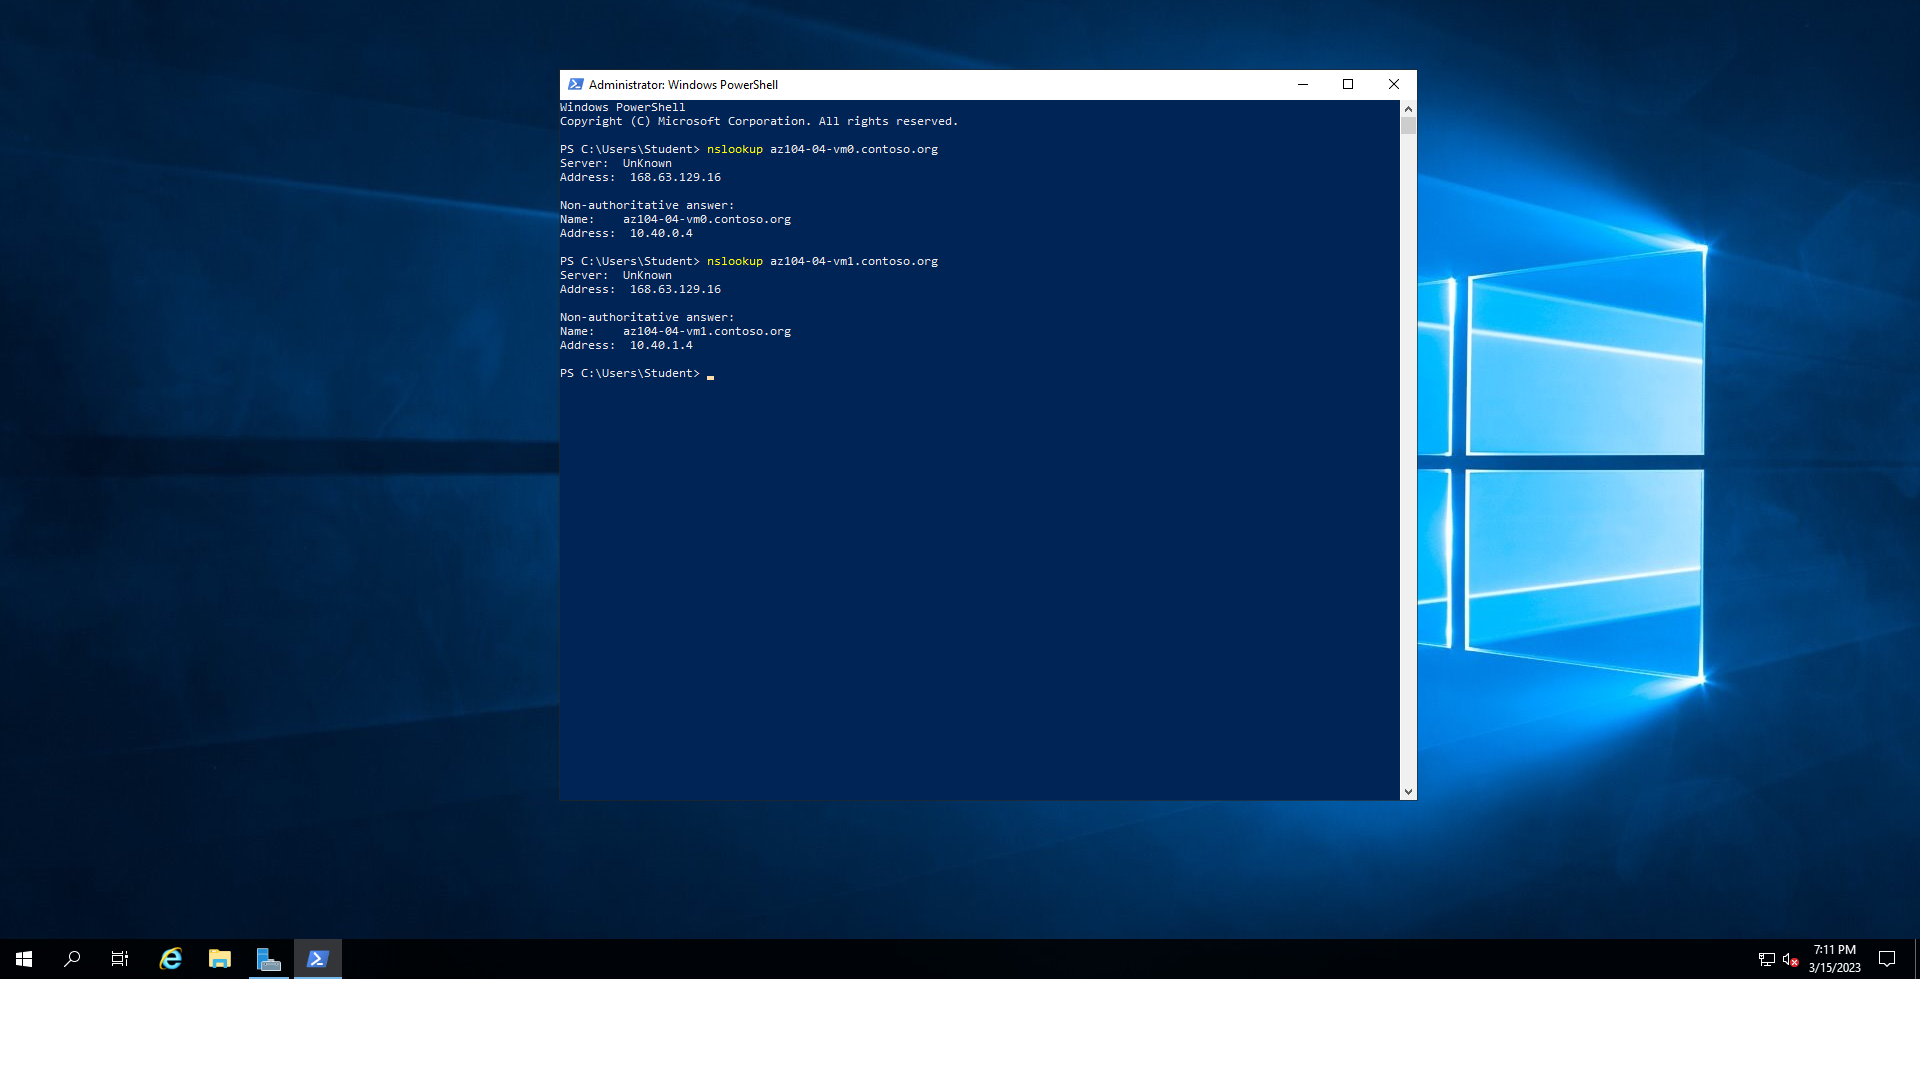 Administrator: Windows PowerShell
Windows PowerShell
Copyright (C) Microsoft Corporation. All rights reserved.
PS C:\Users\Student> nslookup az104-04-vm0.contoso.org
Server:  UnKnown
Address:  168.63.129.16
Non-authoritative answer:
Name:    az104-04-vm0.contoso.org
Address:  10.40.0.4
PS C:\Users\Student> nslookup az104-04-vm1.contoso.org
Server:  UnKnown
Address:  168.63.129.16
Non-authoritative answer:
Name:    az104-04-vm1.contoso.org
Address:  10.40.1.4
PS C:\Users\Student>
7:11 PM
3/15/2023